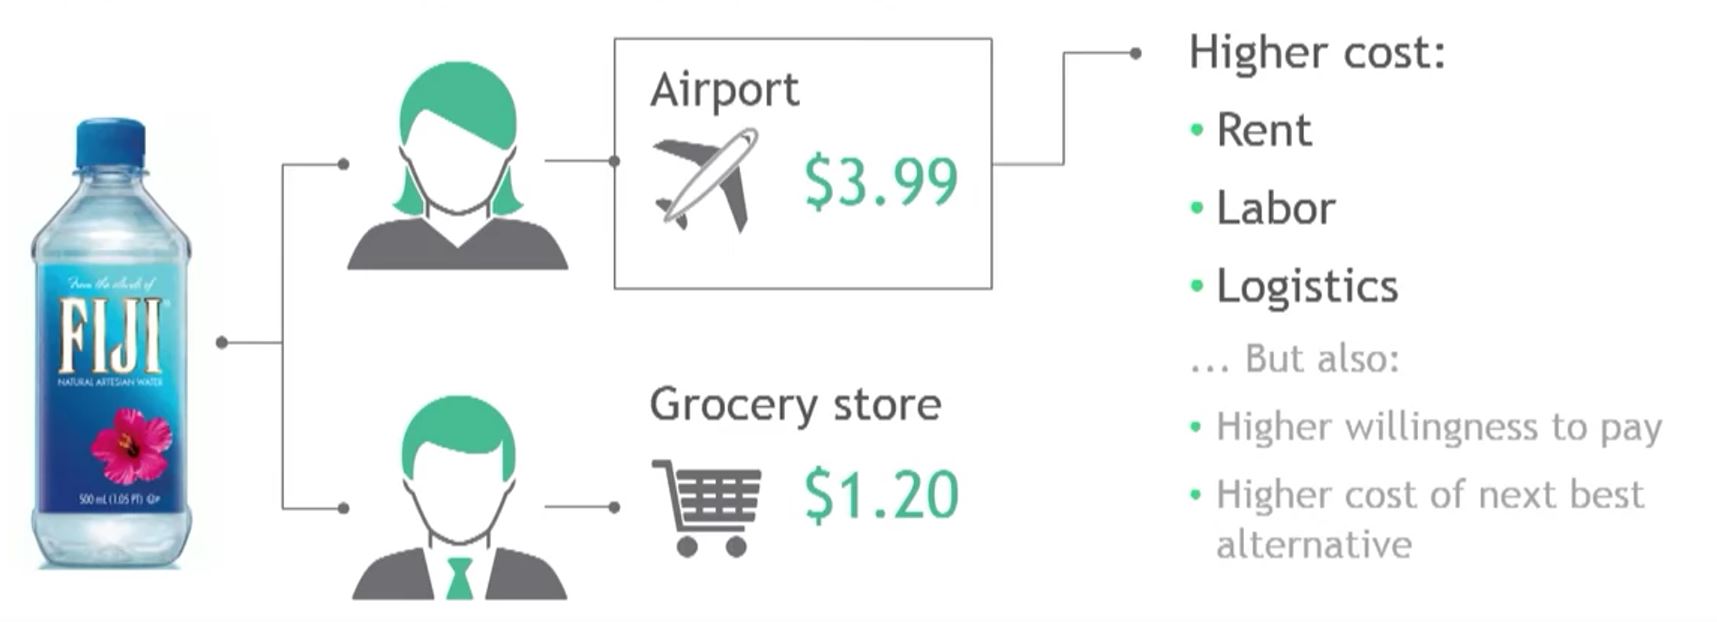 From the islands of
FIJI
NATURAL ARTESIAN WATER
500 mL (1.05 PT)
Airport
$3.99
Grocery store
$1.20
Higher cost:
• Rent
• Labor
• Logistics
... But also:
• Higher willingness to pay
• Higher cost of next best
alternative